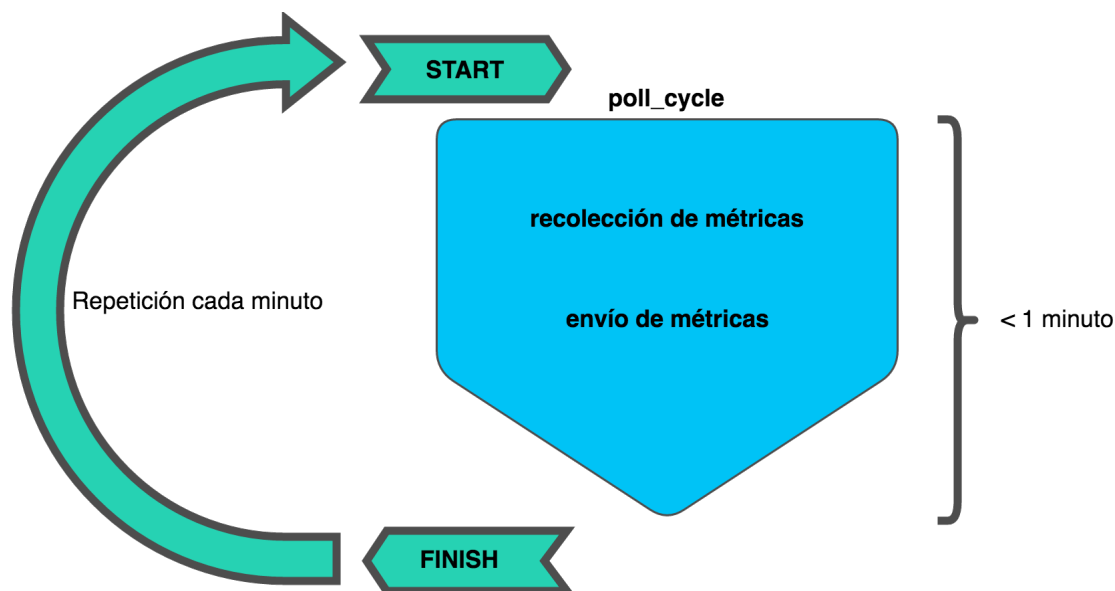 START
poll_cycle
recolección de métricas
Repetición cada minuto
envío de métricas
< 1 minuto
FINISH